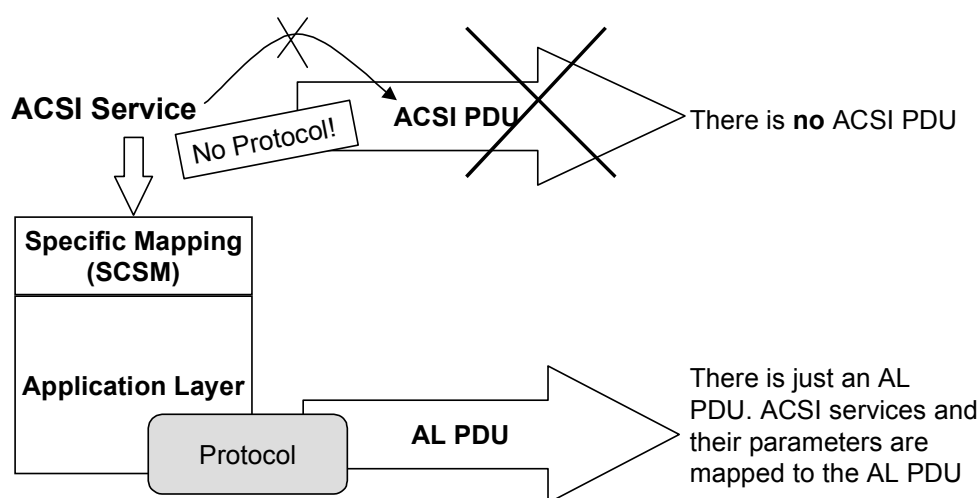 ACSI Service
No Protocol!
ACSI PDU
There is no ACSI PDU
Specific Mapping
(SCSM)
Application Layer
Protocol
AL PDU
There is just an AL
PDU. ACSI services and
their parameters are
mapped to the AL PDU